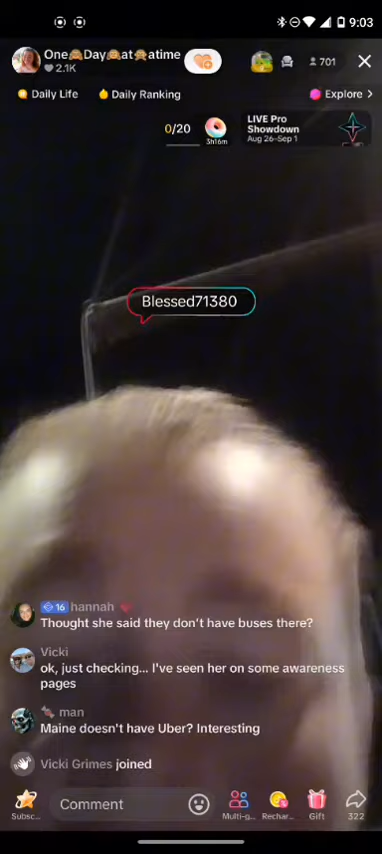 9:03
One🙈Day🙉at🙊atime
2.1K
701
Daily Life
Daily Ranking
Explore >
0/20
3h16m
LIVE Pro
Showdown
Aug 26-Sep 1
Blessed71380
16 hannah
Thought she said they don't have buses there?
Vicki
ok, just checking... I've seen her on some awareness
pages
man
Maine doesn't have Uber? Interesting
Vicki Grimes joined
Comment
Subsc...
Multi-g...
Rechar...
Gift
322